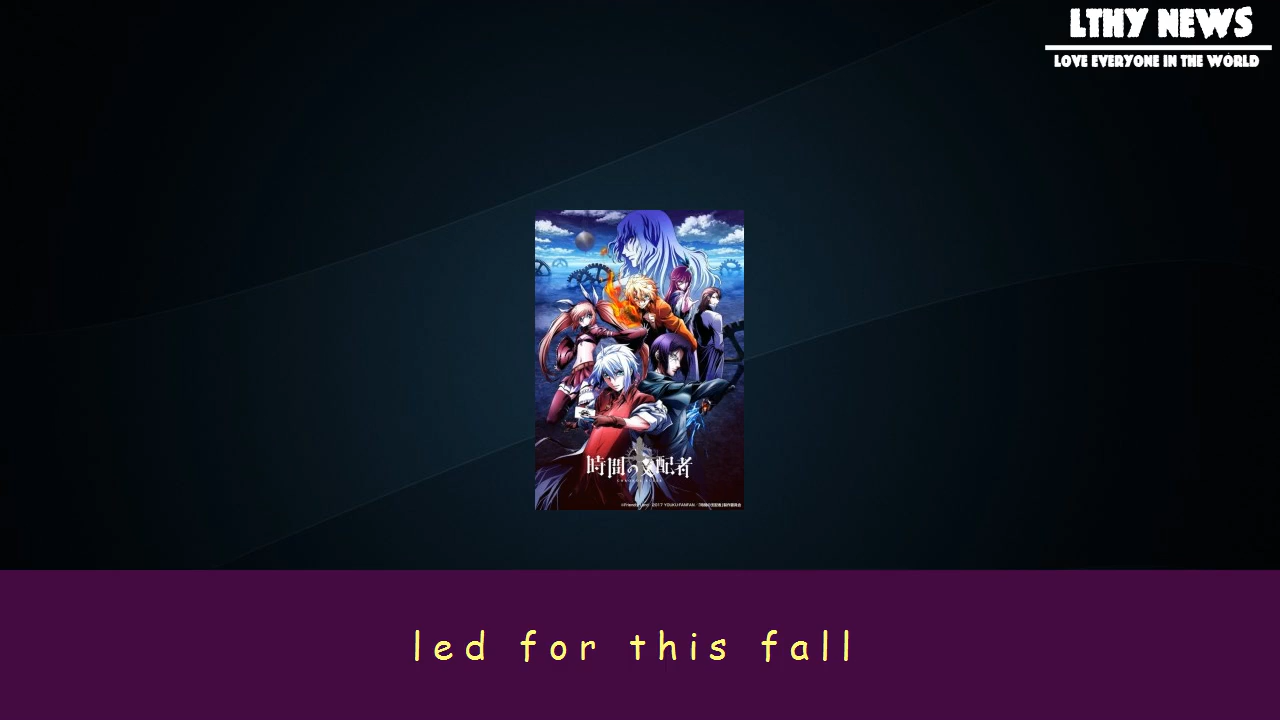 LTHY NEWS
LOVE EVERYONE IN THE WORLD
時間の支配者
led for this fall